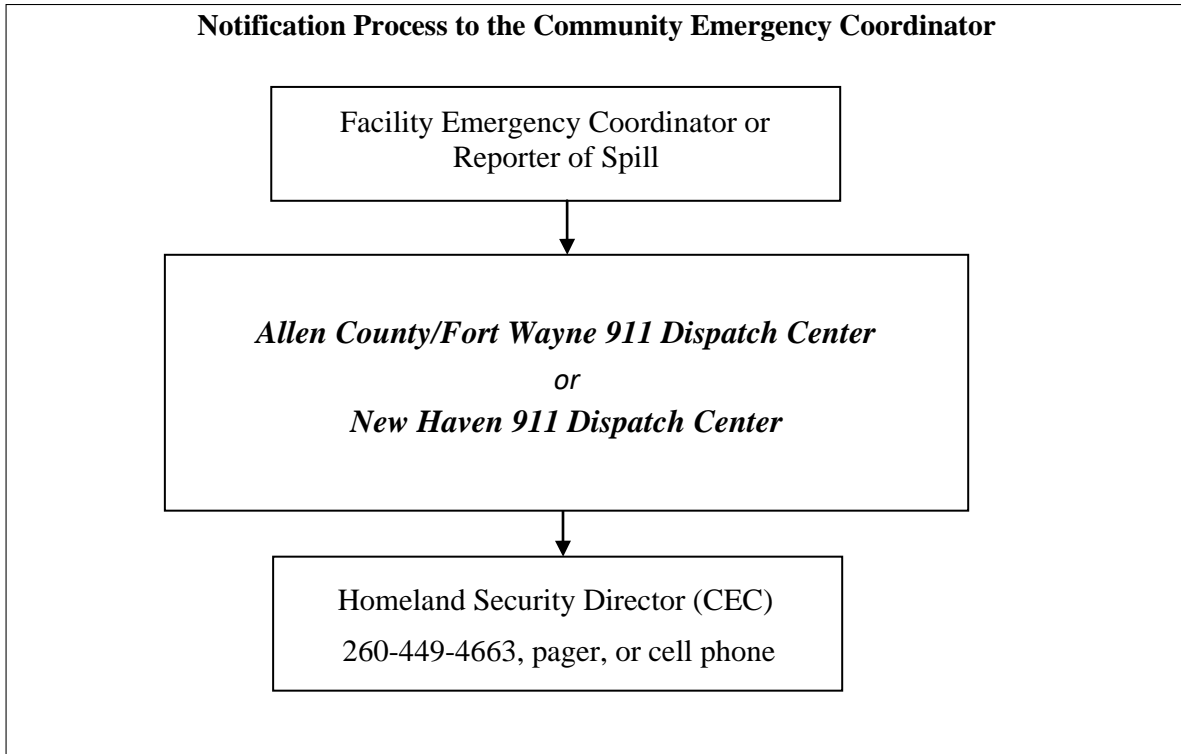 Notification Process to the Community Emergency Coordinator
Facility Emergency Coordinator or
Reporter of Spill
Allen County/Fort Wayne 911 Dispatch Center
or
New Haven 911 Dispatch Center
Homeland Security Director (CEC)
260-449-4663, pager, or cell phone